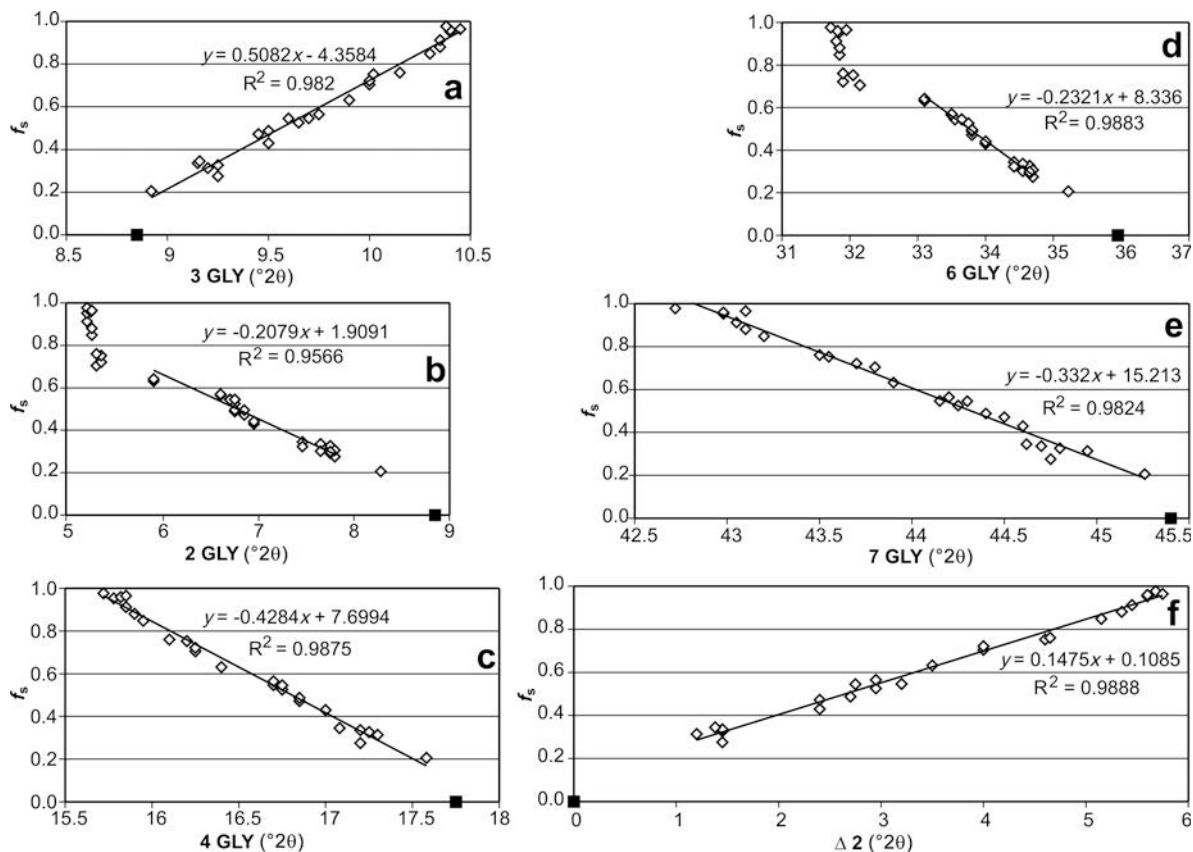 1.0
0.8
0.6
0.4
0.2
0.0
fs
y = 0.5082x - 4.3584
R² = 0.982
a
8.5 9 9.5 10 10.5
3 GLY (°2θ)
1.0
0.8
0.6
0.4
0.2
0.0
fs
d
y = -0.2321x + 8.336
R² = 0.9883
31 32 33 34 35 36 37
6 GLY (°2θ)
1.0
0.8
0.6
0.4
0.2
0.0
fs
y = -0.2079x + 1.9091
R² = 0.9566
b
5 6 7 8 9
2 GLY (°2θ)
1.0
0.8
0.6
0.4
0.2
0.0
fs
e
y = -0.332x + 15.213
R² = 0.9824
42.5 43 43.5 44 44.5 45 45.5
7 GLY (°2θ)
1.0
0.8
0.6
0.4
0.2
0.0
fs
y = -0.4284x + 7.6994
R² = 0.9875
c
15.5 16 16.5 17 17.5 18
4 GLY (°2θ)
1.0
0.8
0.6
0.4
0.2
0.0
fs
f
y = 0.1475x + 0.1085
R² = 0.9888
0 1 2 3 4 5 6
Δ 2 (°2θ)